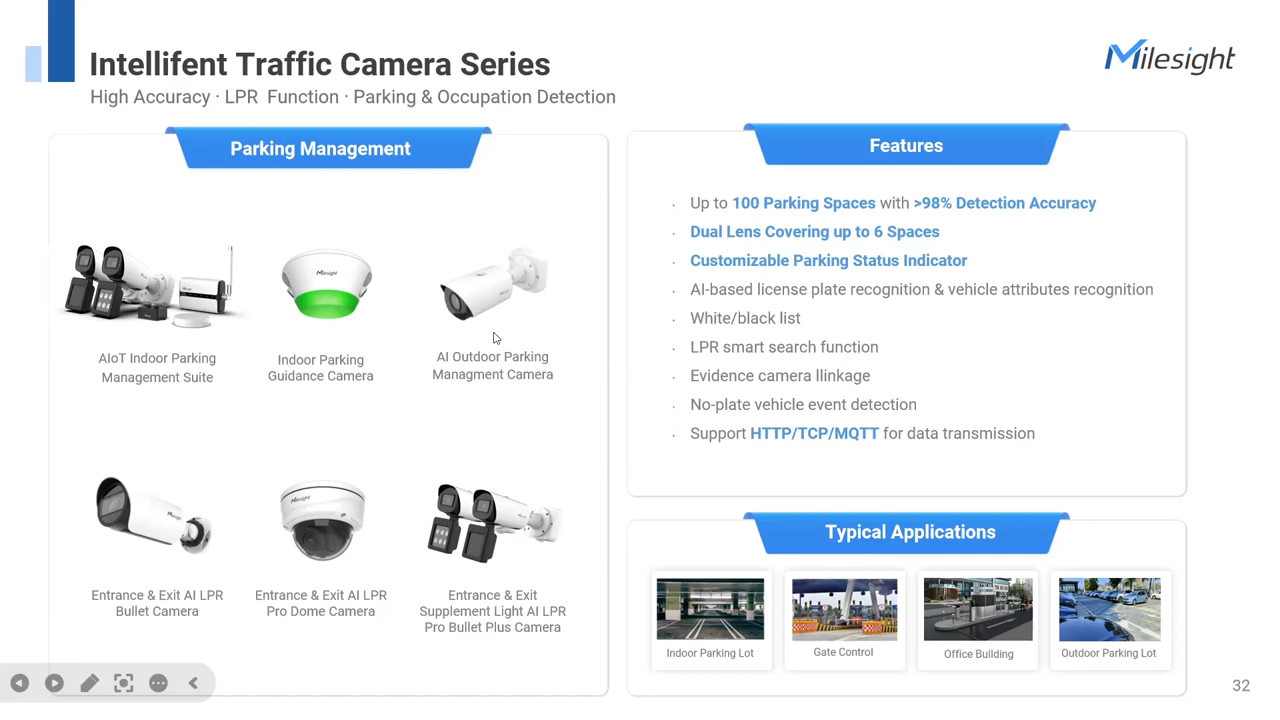 Intellifent Traffic Camera Series
Milesight
High Accuracy · LPR Function · Parking & Occupation Detection
Parking Management
AIoT Indoor Parking
Management Suite
Milesight
Indoor Parking
Guidance Camera
AI Outdoor Parking
Managment Camera
Milesight
Entrance & Exit AI LPR
Bullet Camera
Milesight
Entrance & Exit AI LPR
Pro Dome Camera
Entrance & Exit
Supplement Light AI LPR
Pro Bullet Plus Camera
Features
· Up to 100 Parking Spaces with >98% Detection Accuracy
· Dual Lens Covering up to 6 Spaces
· Customizable Parking Status Indicator
· AI-based license plate recognition & vehicle attributes recognition
· White/black list
· LPR smart search function
· Evidence camera llinkage
· No-plate vehicle event detection
· Support HTTP/TCP/MQTT for data transmission
Typical Applications
Indoor Parking Lot
Gate Control
Office Building
Outdoor Parking Lot
32